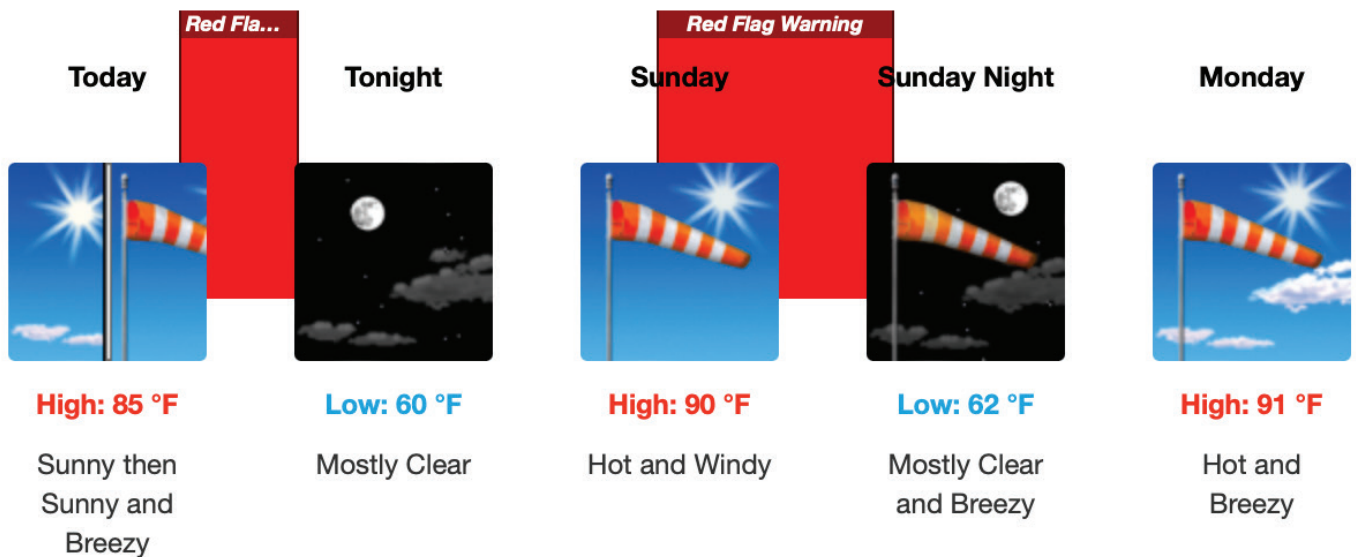 Red Fla...
Red Flag Warning
Today
Tonight
Sunday
Sunday Night
Monday
High: 85 °F
Low: 60 °F
High: 90 °F
Low: 62 °F
High: 91 °F
Sunny then
Sunny and
Breezy
Mostly Clear
Hot and Windy
Mostly Clear
and Breezy
Hot and
Breezy